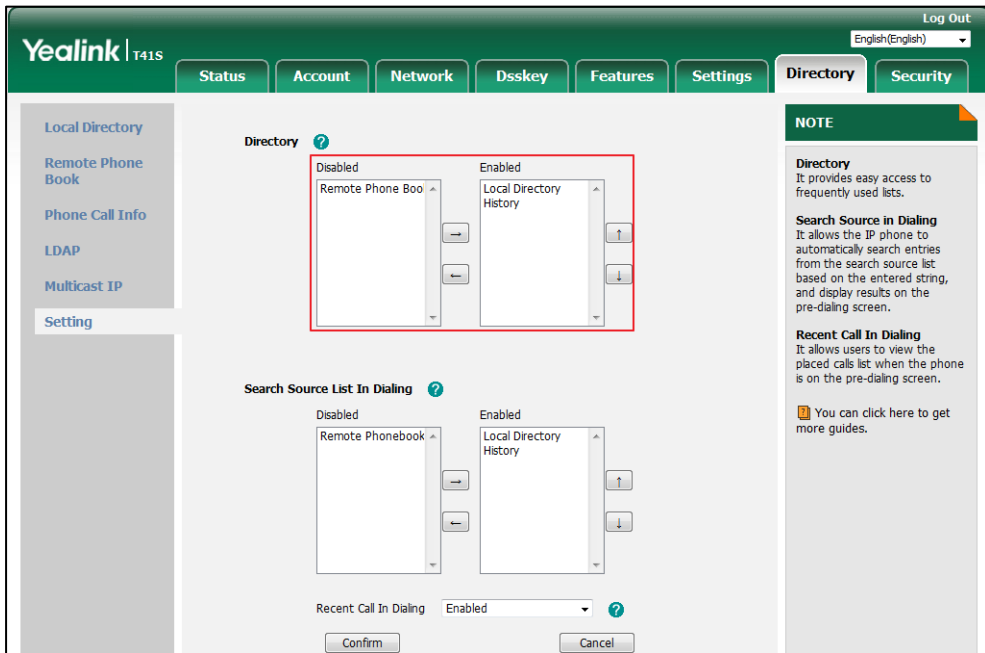 Log Out
English(English)
Yealink T41S
Status Account Network Dsskey Features Settings Directory Security
Local Directory
Remote Phone
Book
Phone Call Info
LDAP
Multicast IP
Setting
Directory ?
Disabled Enabled
Remote Phone Boo Local Directory
History
→ ↑
← ↓
Search Source List In Dialing ?
Disabled Enabled
Remote Phonebook Local Directory
History
→ ↑
← ↓
Recent Call In Dialing Enabled ?
Confirm Cancel
NOTE
Directory
It provides easy access to
frequently used lists.
Search Source in Dialing
It allows the IP phone to
automatically search entries
from the search source list
based on the entered string,
and display results on the
pre-dialing screen.
Recent Call In Dialing
It allows users to view the
placed calls list when the phone
is on the pre-dialing screen.
? You can click here to get
more guides.